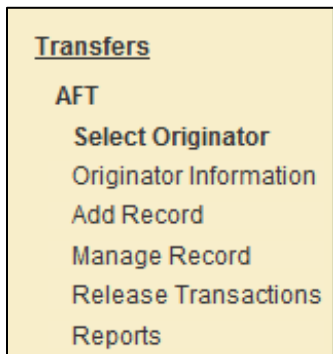 Transfers
AFT
Select Originator
Originator Information
Add Record
Manage Record
Release Transactions
Reports